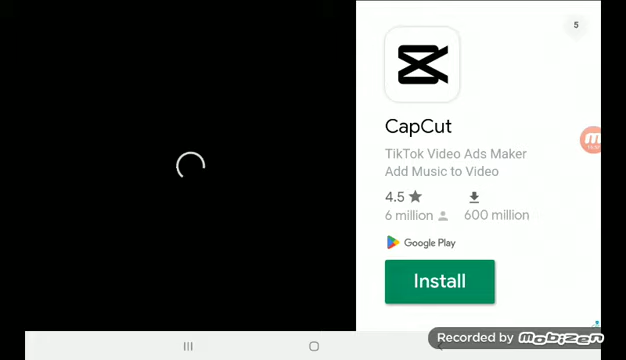 5
CapCut
TikTok Video Ads Maker
Add Music to Video
4.5
6 million
600 million
Google Play
Install
Recorded by mobizen